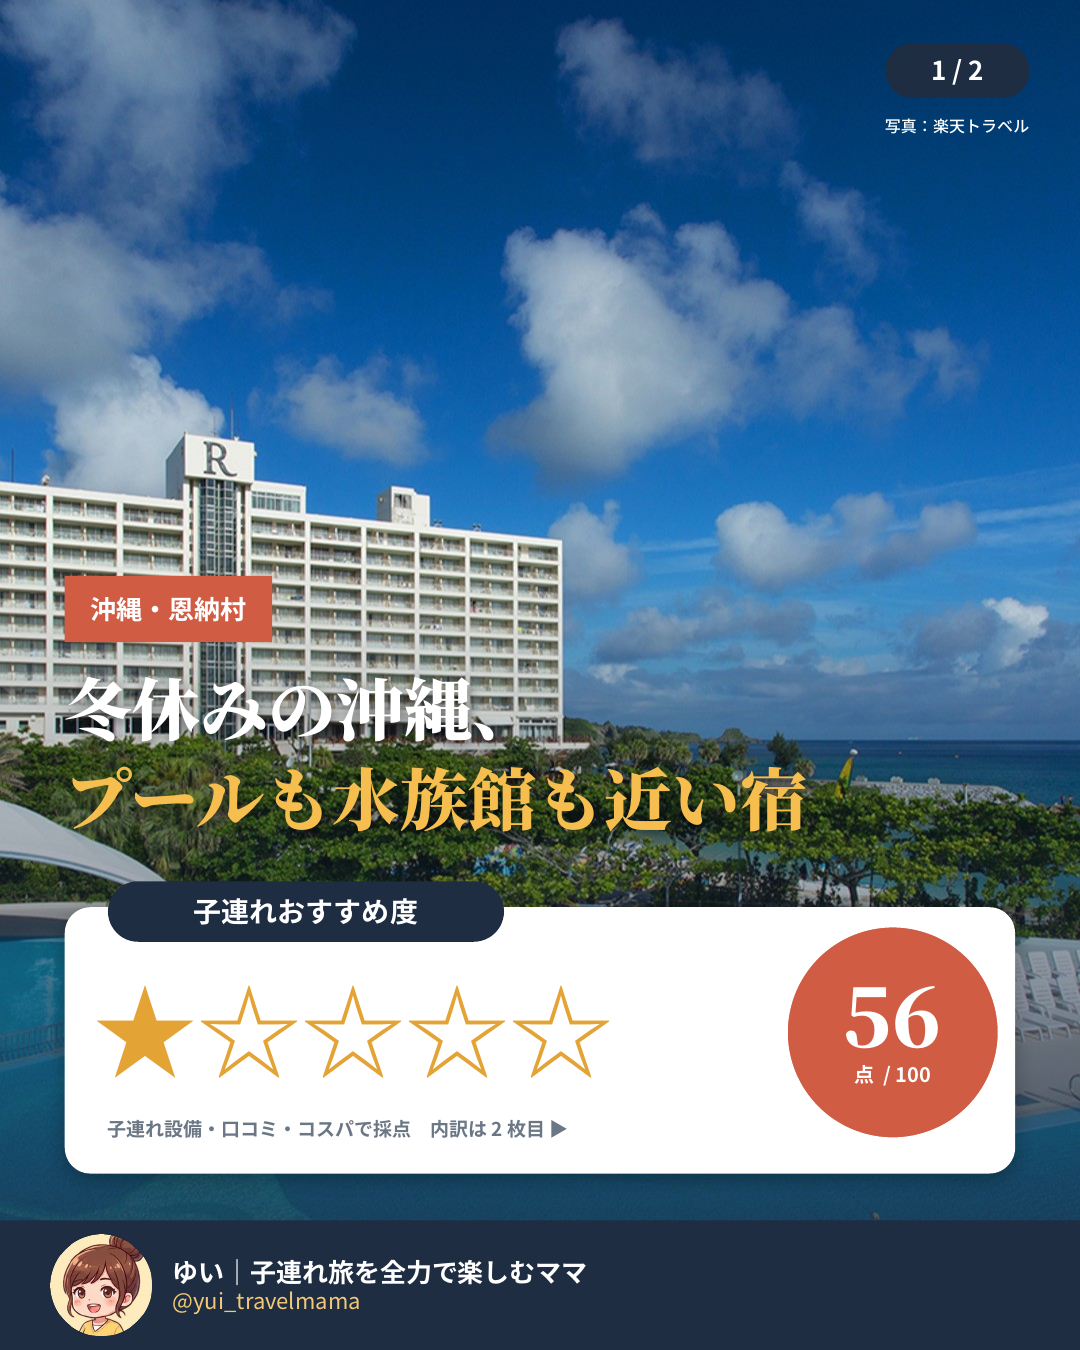 1 / 2
写真：楽天トラベル
R
沖縄・恩納村
冬休みの沖縄、
プールも水族館も近い宿
子連れおすすめ度
★☆☆☆☆
56
点 / 100
子連れ設備・口コミ・コスパで採点　内訳は 2 枚目 ▶
ゆい｜子連れ旅を全力で楽しむママ
@yui_travelmama